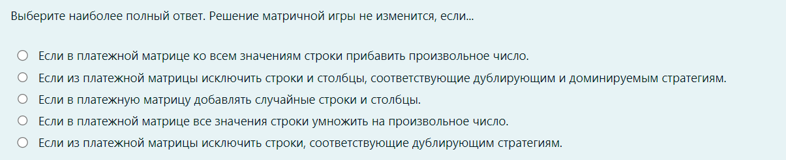 Выберите наиболее полный ответ. Решение матричной игры не изменится, если...
Если в платежной матрице ко всем значениям строки прибавить произвольное число.
Если из платежной матрицы исключить строки и столбцы, соответствующие дублирующим и доминируемым стратегиям.
Если в платежную матрицу добавлять случайные строки и столбцы.
Если в платежной матрице все значения строки умножить на произвольное число.
Если из платежной матрицы исключить строки, соответствующие дублирующим стратегиям.